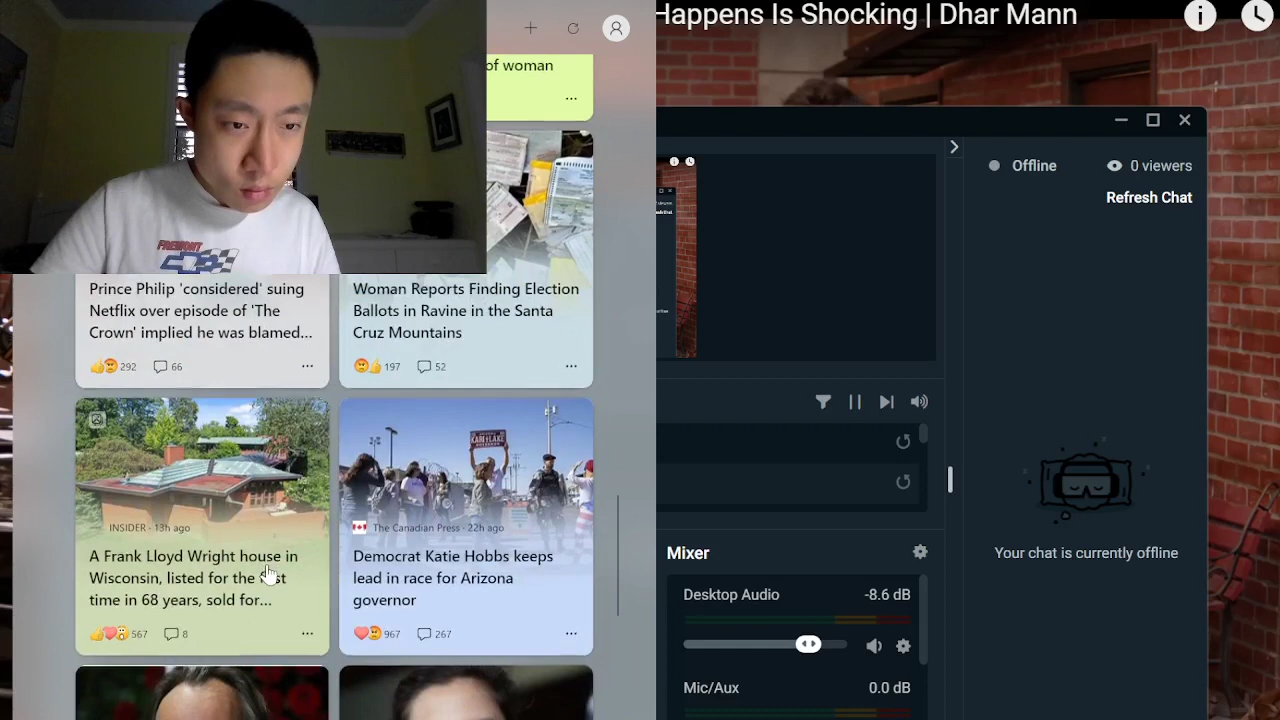 Happens Is Shocking | Dhar Mann
of woman
Offline
0 viewers
Refresh Chat
FREMONT
Prince Philip 'considered' suing
Netflix over episode of 'The
Crown' implied he was blamed...
292
66
Woman Reports Finding Election
Ballots in Ravine in the Santa
Cruz Mountains
197
52
KARI LAKE
INSIDER · 13h ago
A Frank Lloyd Wright house in
Wisconsin, listed for the
time in 68 years, sold for...
567
8
The Canadian Press · 22h ago
Democrat Katie Hobbs keeps
lead in race for Arizona
governor
967
267
Mixer
Desktop Audio
-8.6 dB
Mic/Aux
0.0 dB
Your chat is currently offline